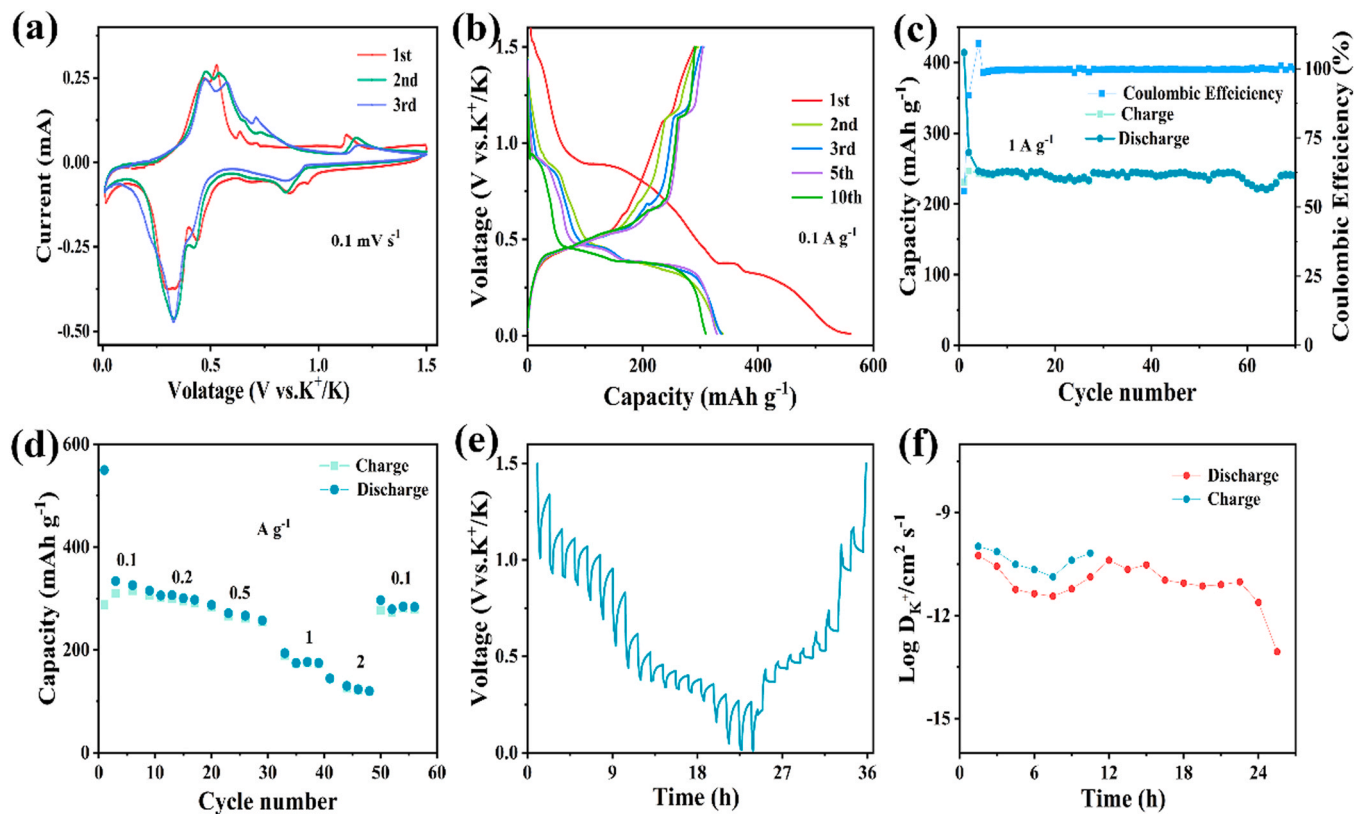 (a)
0.25
0.00
-0.25
-0.50
Current (mA)
1st
2nd
3rd
0.1 mV s⁻¹
0.0
0.5
1.0
1.5
Volatage (V vs.K⁺/K)
(b)
1.5
1.0
0.5
0.0
Volatage (V vs.K⁺/K)
1st
2nd
3rd
5th
10th
0.1 A g⁻¹
0
200
400
600
Capacity (mAh g⁻¹)
(c)
400
350
300
250
200
150
100
50
0
Capacity (mAh g⁻¹)
Coulombic Effeiciency
Charge
Discharge
1 A g⁻¹
100
75
50
25
0
Coulombic Effeiciency (%)
0
20
40
60
Cycle number
(d)
600
400
200
0
Capacity (mAh g⁻¹)
Charge
Discharge
A g⁻¹
0.1
0.2
0.5
1
2
0.1
0
10
20
30
40
50
60
Cycle number
(e)
1.5
1.0
0.5
0.0
Voltage (V vs.K⁺/K)
0
9
18
27
36
Time (h)
(f)
-9
-12
-15
Log D_K⁺/cm² s⁻¹
Discharge
Charge
0
6
12
18
24
Time (h)